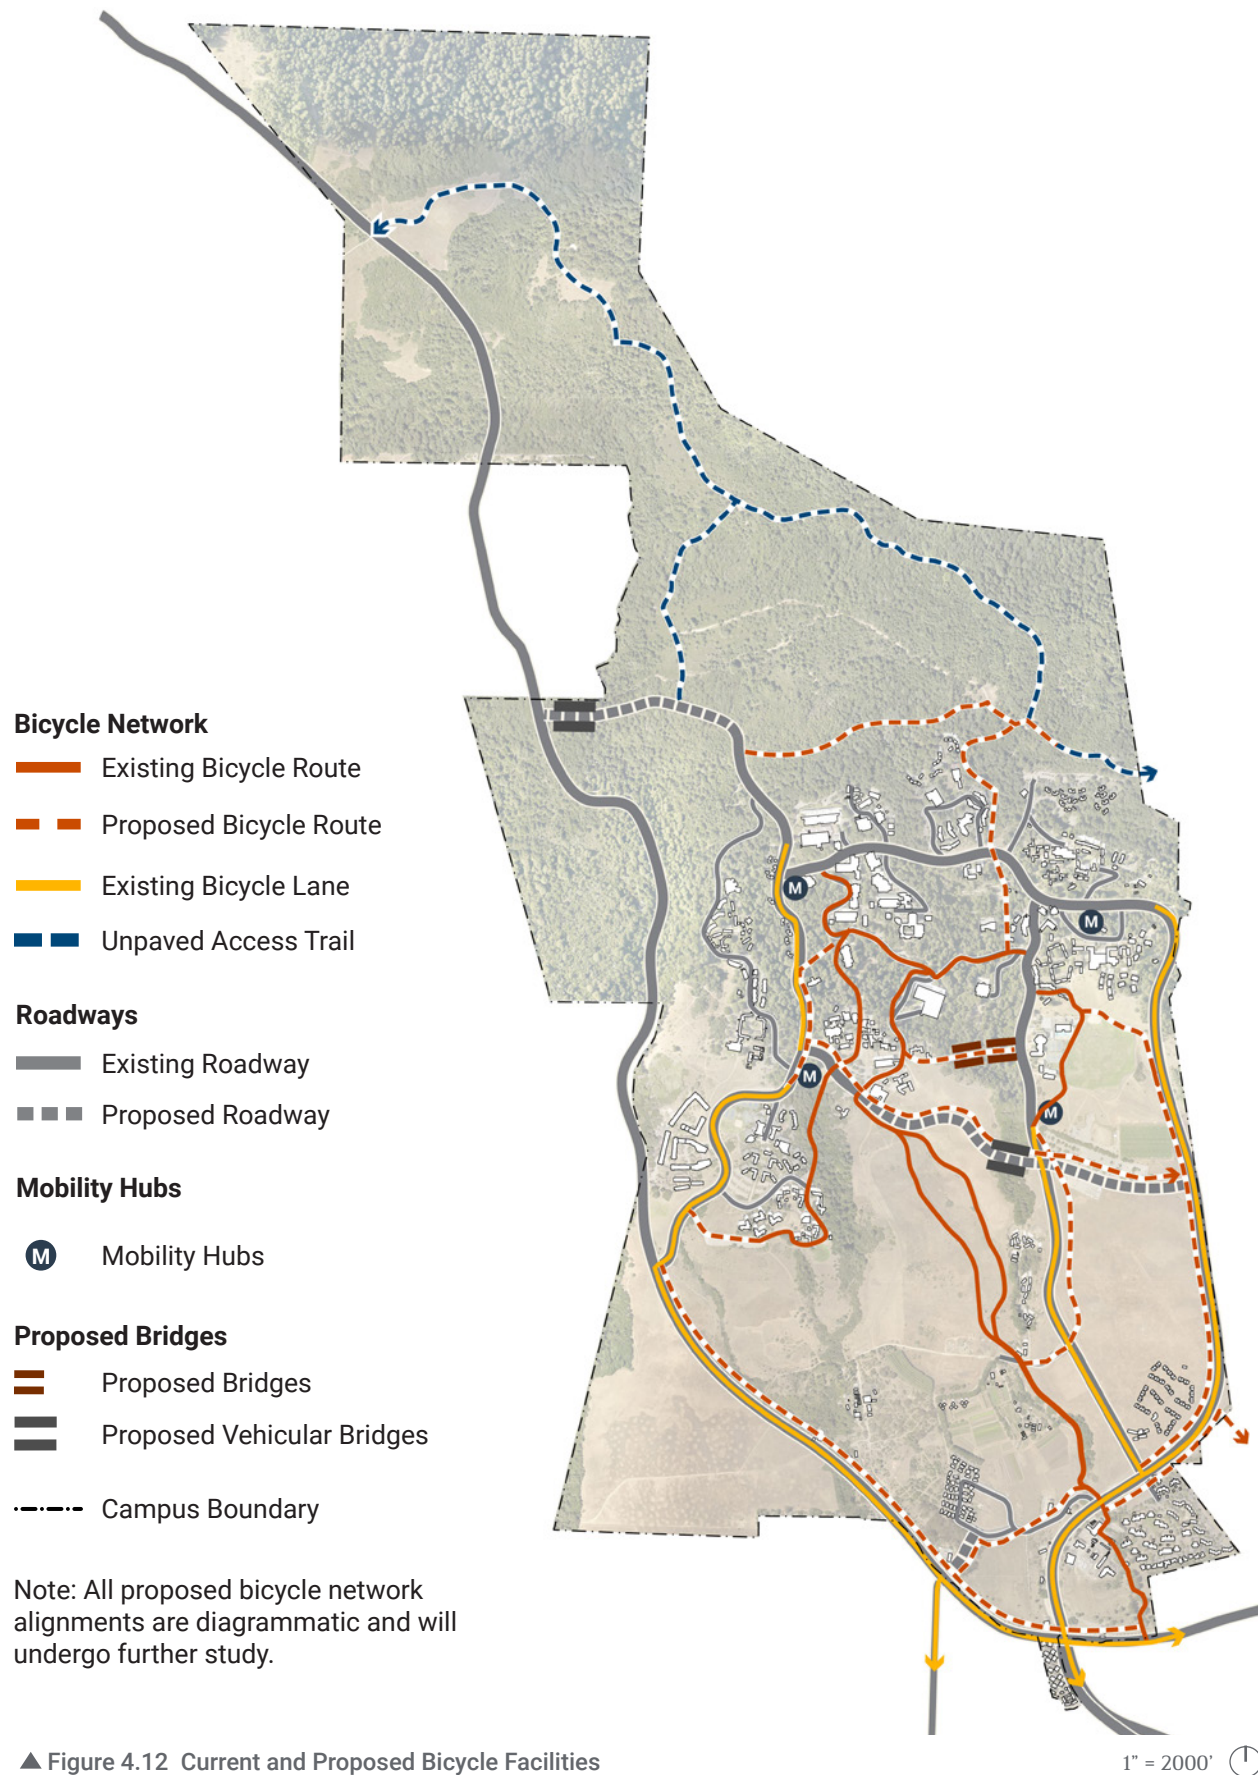 Bicycle Network
Existing Bicycle Route
Proposed Bicycle Route
Existing Bicycle Lane
Unpaved Access Trail
Roadways
Existing Roadway
Proposed Roadway
Mobility Hubs
M
Mobility Hubs
Proposed Bridges
Proposed Bridges
Proposed Vehicular Bridges
Campus Boundary
Note: All proposed bicycle network
alignments are diagrammatic and will
undergo further study.
M
M
M
M
▲ Figure 4.12 Current and Proposed Bicycle Facilities
1” = 2000’